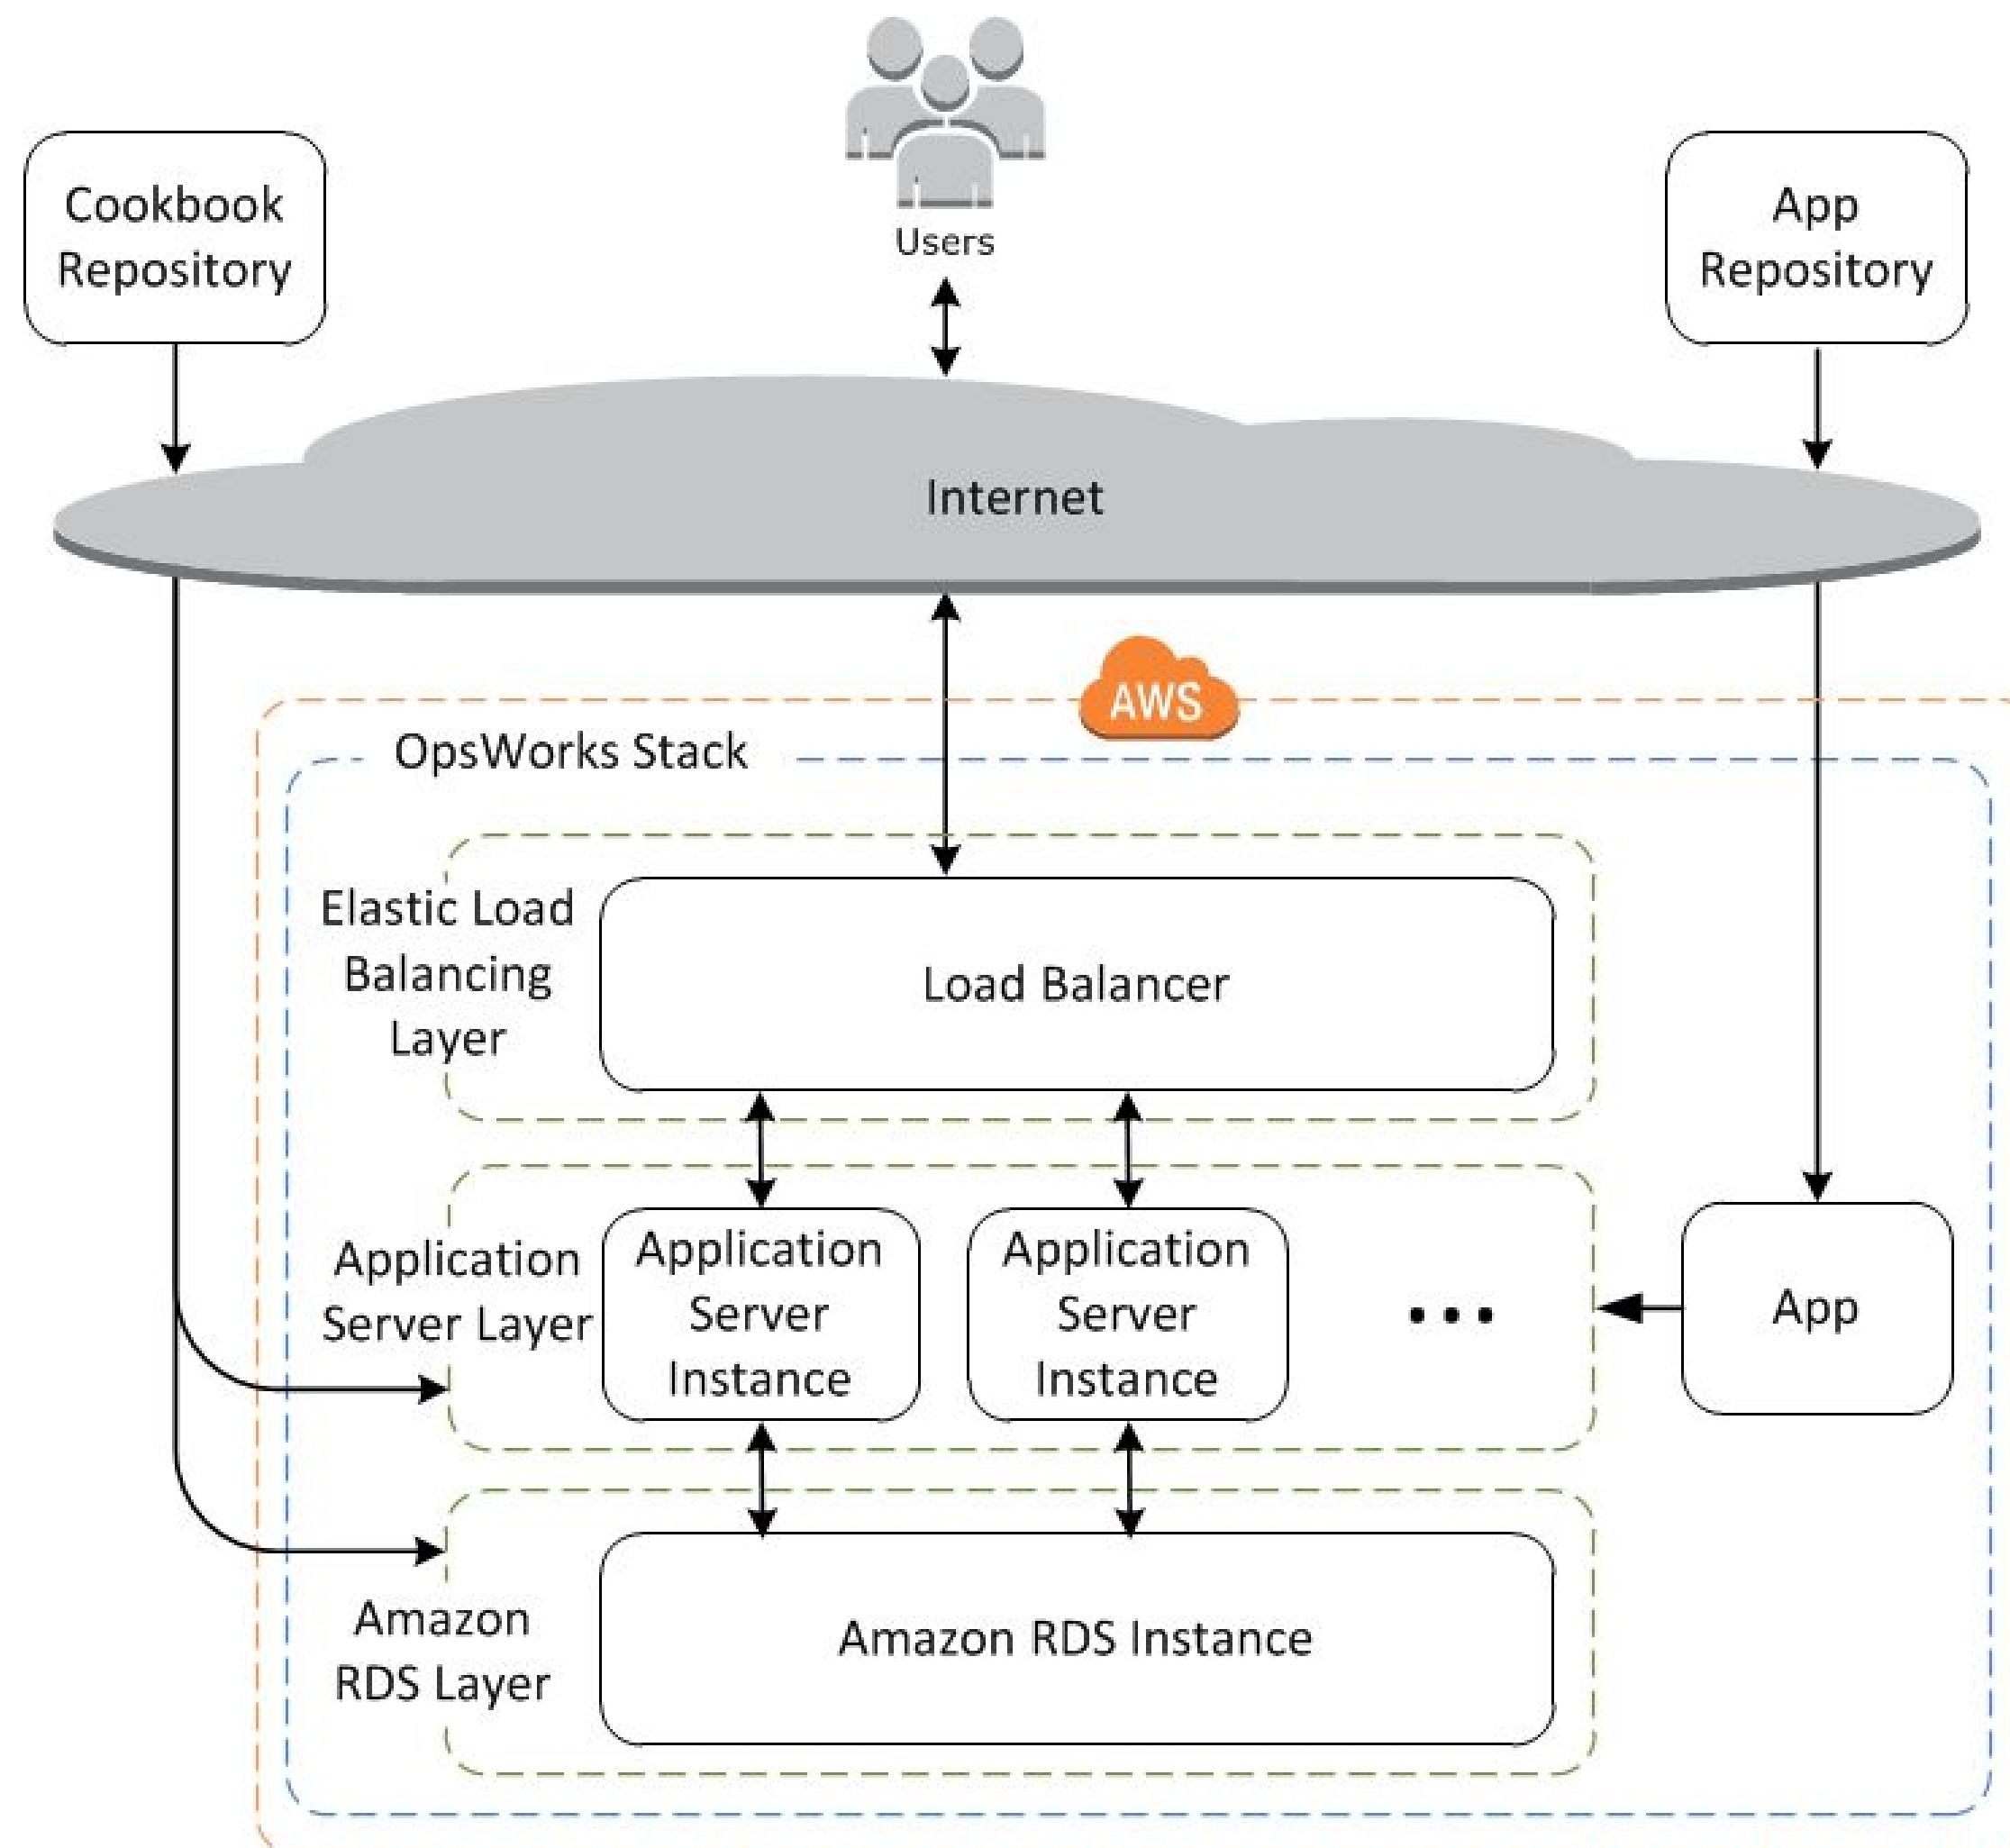 Users
Cookbook
Repository
App
Repository
Internet
AWS
OpsWorks Stack
Elastic Load
Balancing
Layer
Load Balancer
Application
Server Layer
Application
Server
Instance
Application
Server
Instance
...
App
Amazon
RDS Layer
Amazon RDS Instance